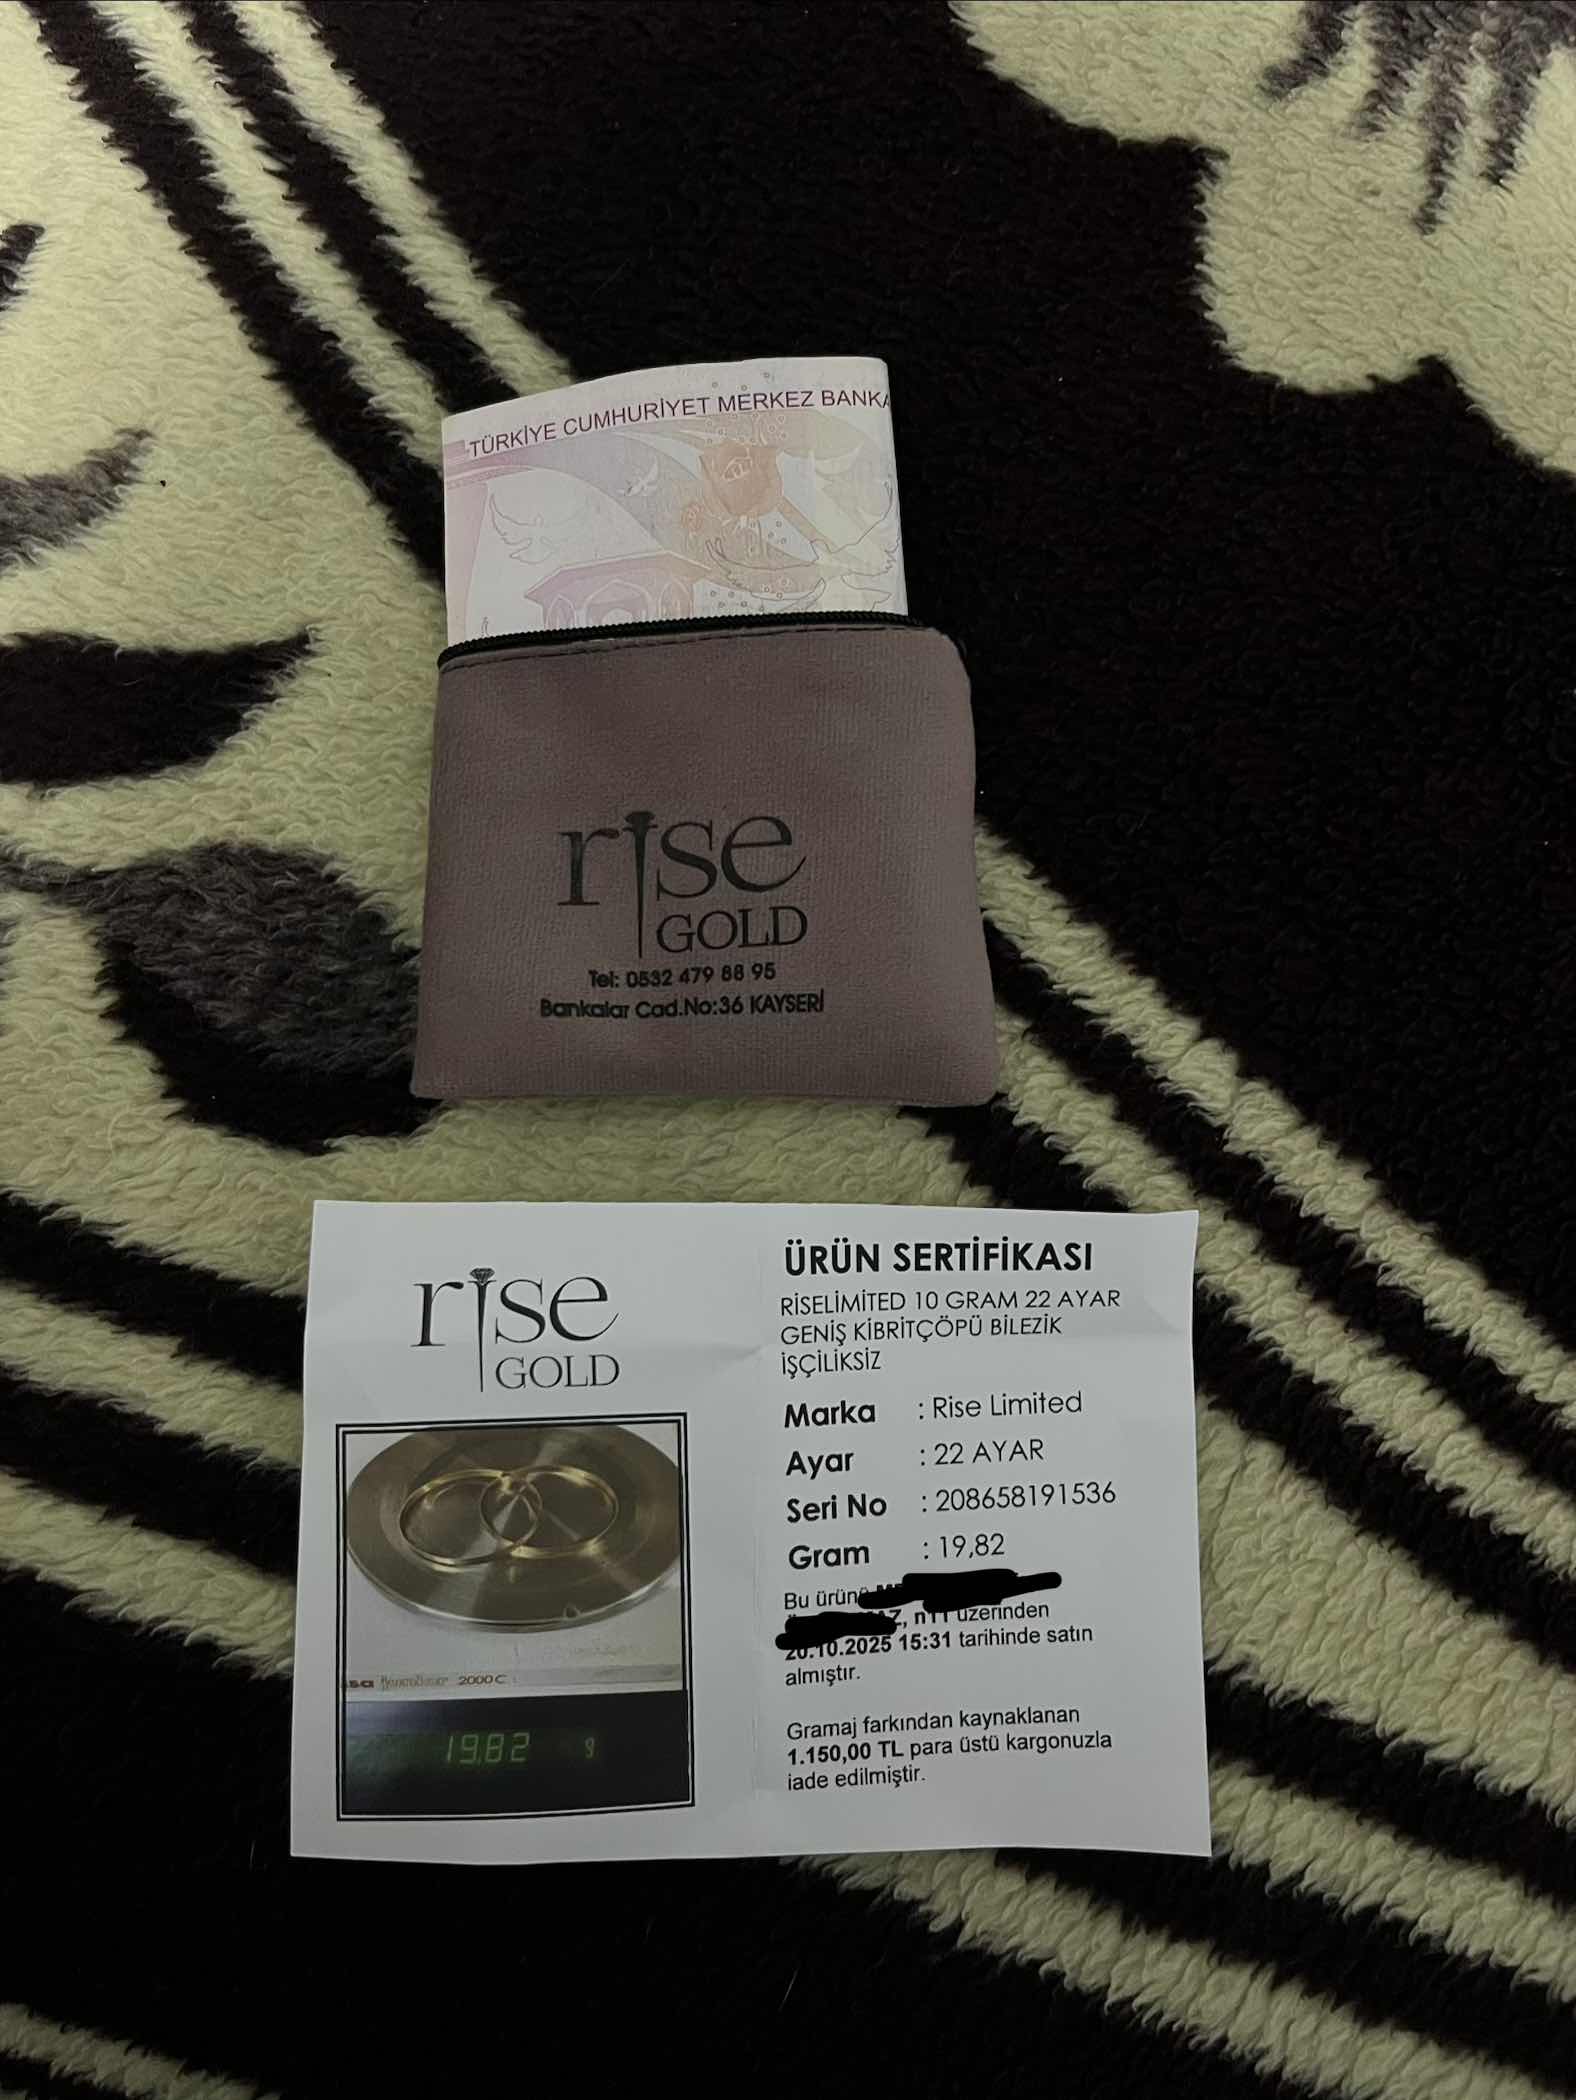 TÜRKİYE CUMHURİYET MERKEZ BANKA
rise
GOLD
Tel: 0532 479 88 95
Bankalar Cad.No:36 KAYSERİ
rise
GOLD
2000C
19.82 g
ÜRÜN SERTİFİKASI
RİSELİMİTED 10 GRAM 22 AYAR
GENİŞ KİBRİTÇÖPÜ BİLEZİK
İŞÇİLİKSİZ
Marka : Rise Limited
Ayar : 22 AYAR
Seri No : 208658191536
Gram : 19,82
Bu ürünü
n11 üzerinden
20.10.2025 15:31 tarihinde satın
almıştır.
Gramaj farkından kaynaklanan
1.150,00 TL para üstü kargonuzla
iade edilmiştir.